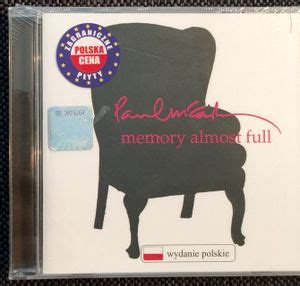 ZAGRANICZNE
POLSKA
CENA
PŁYTY
Paul McCartney
memory almost full
wydanie polskie